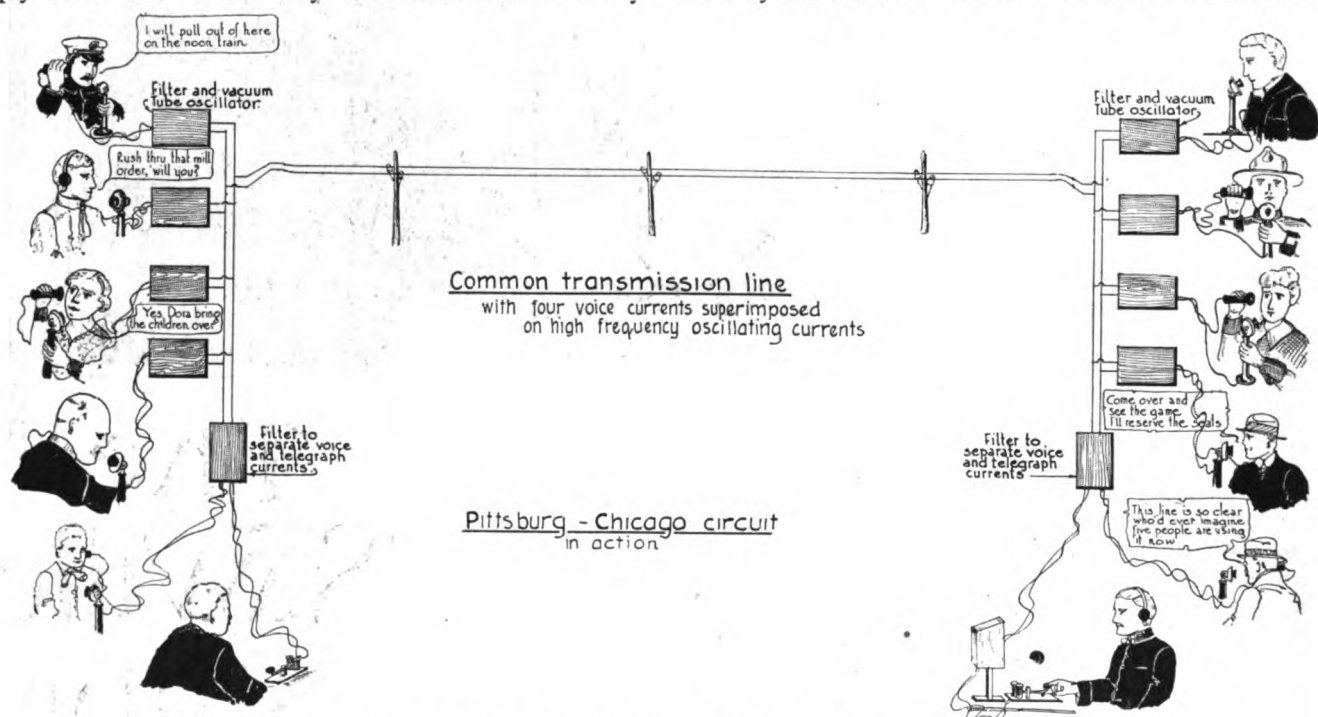 I will pull out of here
on the noon train
Filter and vacuum
Tube oscillator.
Rush thru that mill
order, will you?
Yes, Dora bring
the children over
Filter to
separate voice
and telegraph
currents.
Common transmission line
with four voice currents superimposed
on high frequency oscillating currents
Pittsburg - Chicago circuit
in action
Filter and vacuum
Tube oscillator,
Come over and
see the game
I'll reserve the seats
Filter to
separate voice
and telegraph
currents
This line is so clear
who'd ever imagine
five people are using
it now